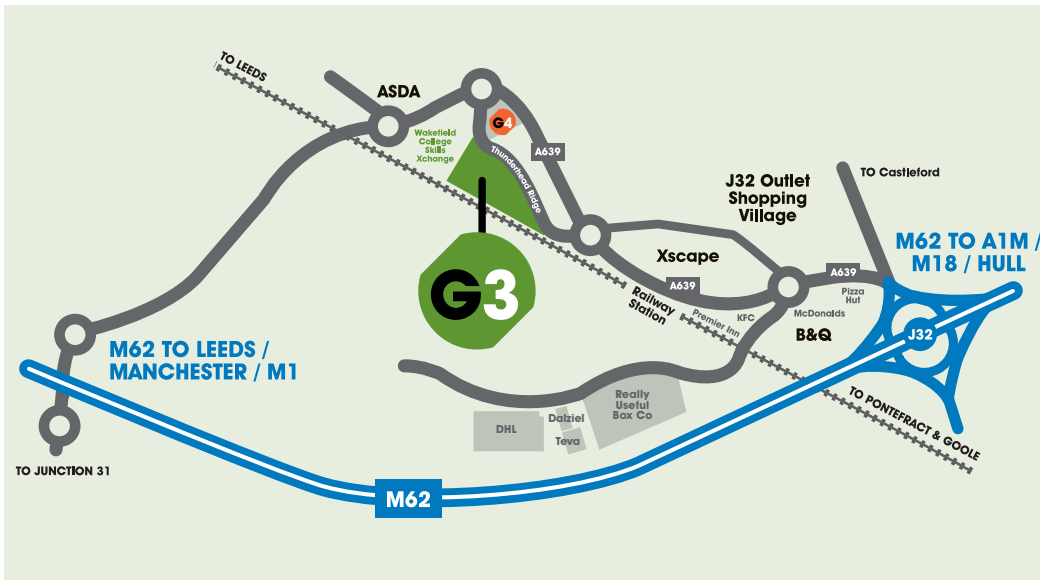 TO LEEDS
ASDA
G4
Wakefield
College
Skills
Xchange
A639
Thunderhead Ridge
TO Castleford
J32 Outlet
Shopping
Village
M62 TO A1M /
M18 / HULL
Xscape
G3
A639
A639
Pizza
Hut
Railway
Station
Premier Inn
KFC
McDonalds
B&Q
J32
M62 TO LEEDS /
MANCHESTER / M1
Really
Useful
Box Co
DHL
Dalziel
Teva
TO PONTEFRACT & GOOLE
TO JUNCTION 31
M62